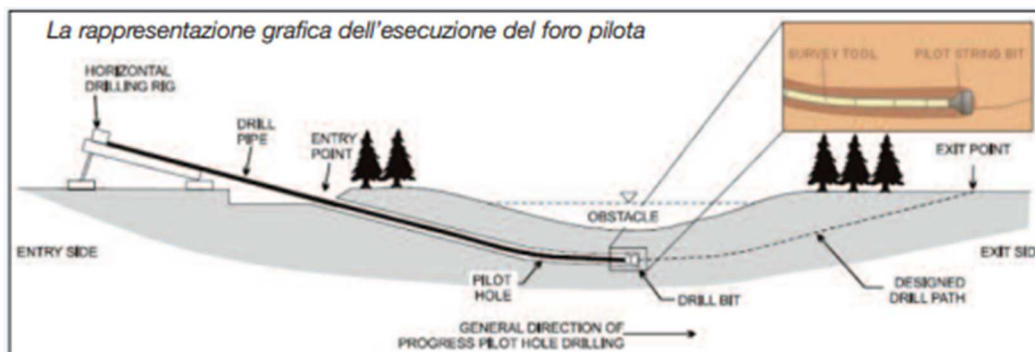 La rappresentazione grafica dell'esecuzione del foro pilota
SURVEY TOOL
PILOT STRING BIT
HORIZONTAL
DRILLING RIG
DRILL
PIPE
ENTRY
POINT
EXIT POINT
OBSTACLE
ENTRY SIDE
EXIT SID
PILOT
HOLE
DRILL BIT
DESIGNED
DRILL PATH
GENERAL DIRECTION OF
PROGRESS PILOT HOLE DRILLING